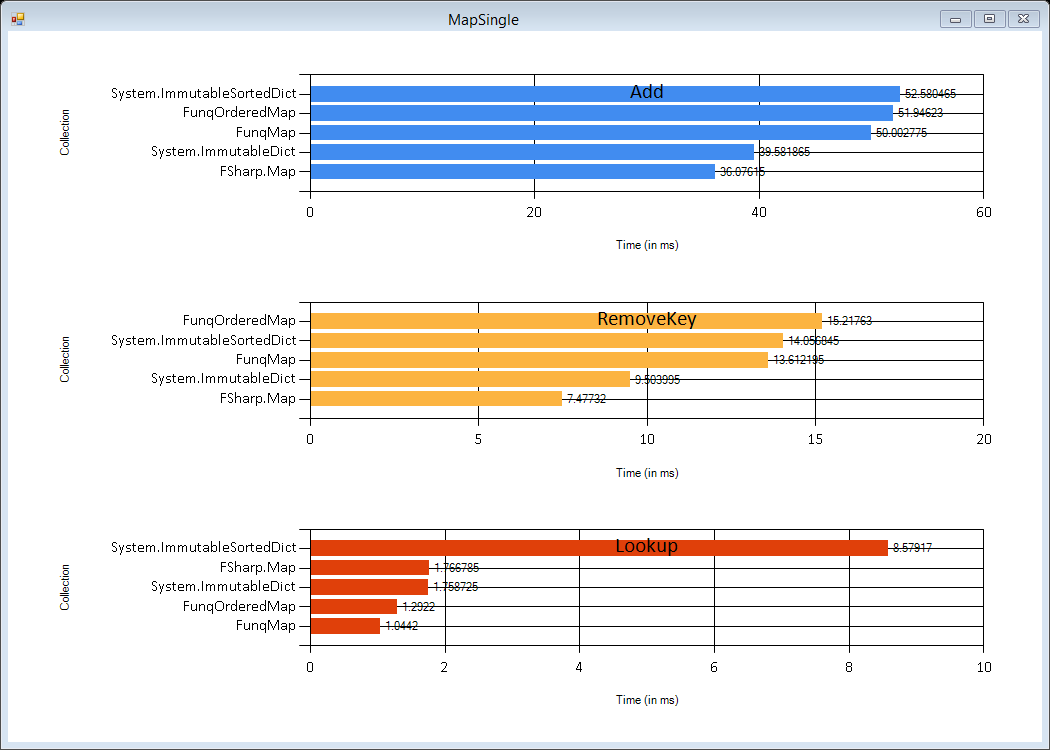 MapSingle
Add
Collection
System.ImmutableSortedDict 52.580465
FunqOrderedMap 51.94623
FunqMap 50.002775
System.ImmutableDict 39.581865
FSharp.Map 36.07615
0 20 40 60
Time (in ms)
RemoveKey
Collection
FunqOrderedMap 15.21763
System.ImmutableSortedDict 14.056845
FunqMap 13.612195
System.ImmutableDict 9.503995
FSharp.Map 7.47732
0 5 10 15 20
Time (in ms)
Lookup
Collection
System.ImmutableSortedDict 8.57917
FSharp.Map 1.766785
System.ImmutableDict 1.758725
FunqOrderedMap 1.2922
FunqMap 1.0442
0 2 4 6 8 10
Time (in ms)